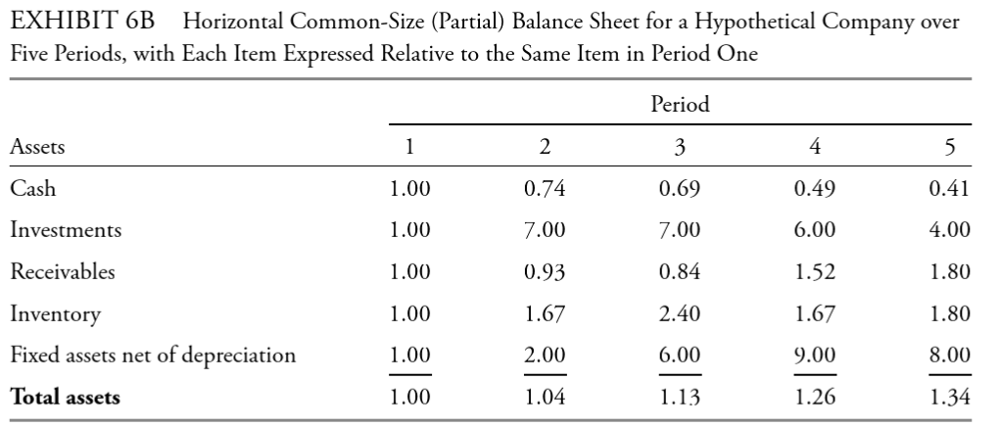 EXHIBIT 6B Horizontal Common-Size (Partial) Balance Sheet for a Hypothetical Company over
Five Periods, with Each Item Expressed Relative to the Same Item in Period One
Period
Assets 1 2 3 4 5
Cash 1.00 0.74 0.69 0.49 0.41
Investments 1.00 7.00 7.00 6.00 4.00
Receivables 1.00 0.93 0.84 1.52 1.80
Inventory 1.00 1.67 2.40 1.67 1.80
Fixed assets net of depreciation 1.00 2.00 6.00 9.00 8.00
Total assets 1.00 1.04 1.13 1.26 1.34